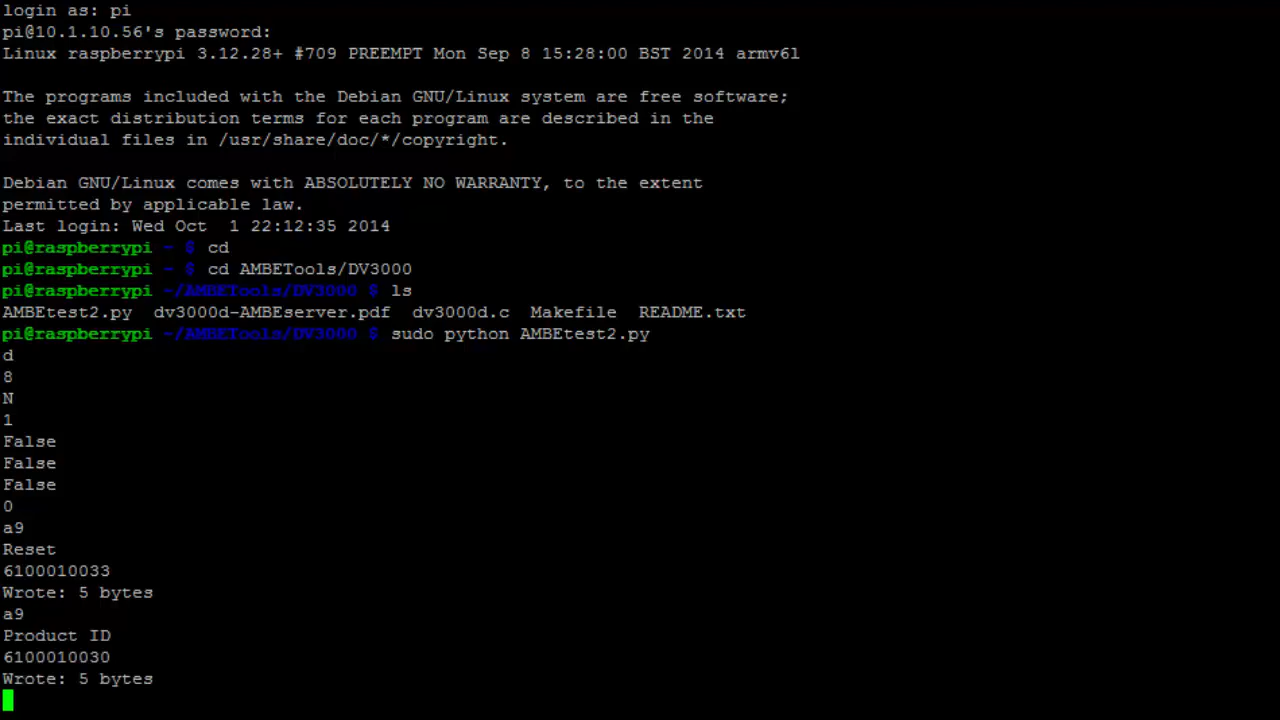 login as: pi
pi@10.1.10.56's password:
Linux raspberrypi 3.12.28+ #709 PREEMPT Mon Sep 8 15:28:00 BST 2014 armv6l
The programs included with the Debian GNU/Linux system are free software;
the exact distribution terms for each program are described in the
individual files in /usr/share/doc/*/copyright.
Debian GNU/Linux comes with ABSOLUTELY NO WARRANTY, to the extent
permitted by applicable law.
Last login: Wed Oct  1 22:12:35 2014
pi@raspberrypi ~ $ cd
pi@raspberrypi ~ $ cd AMBETools/DV3000
pi@raspberrypi ~/AMBETools/DV3000 $ ls
AMBEtest2.py  dv3000d-AMBEserver.pdf  dv3000d.c  Makefile  README.txt
pi@raspberrypi ~/AMBETools/DV3000 $ sudo python AMBEtest2.py
d
8
N
1
False
False
False
0
a9
Reset
6100010033
Wrote: 5 bytes
a9
Product ID
6100010030
Wrote: 5 bytes